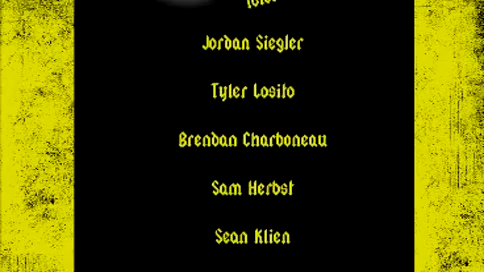 Jordan Siegler
Tyler Losito
Brendan Charboneau
Sam Herbst
Sean Klien